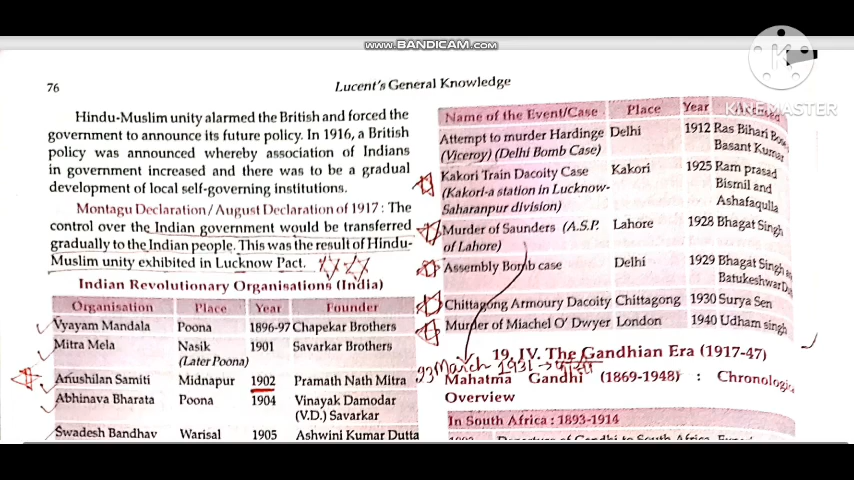 www.BANDICAM.com
KINEMASTER
76
Lucent's General Knowledge
Hindu-Muslim unity alarmed the British and forced the
government to announce its future policy. In 1916, a British
policy was announced whereby association of Indians
in government increased and there was to be a gradual
development of local self-governing institutions.
Montagu Declaration/August Declaration of 1917 : The
control over the Indian government would be transferred
gradually to the Indian people. This was the result of Hindu-
Muslim unity exhibited in Lucknow Pact.
Indian Revolutionary Organisations (India)
Organisation Place Year Founder
Vyayam Mandala Poona 1896-97 Chapekar Brothers
Mitra Mela Nasik 1901 Savarkar Brothers
(Later Poona)
Anushilan Samiti Midnapur 1902 Pramath Nath Mitra
Abhinava Bharata Poona 1904 Vinayak Damodar
(V.D.) Savarkar
Swadesh Bandhav Warisal 1905 Ashwini Kumar Dutta
Name of the Event/Case Place Year
Attempt to murder Hardinge Delhi 1912 Ras Bihari Bose,
(Viceroy) (Delhi Bomb Case) Basant Kumar
Kakori Train Dacoity Case Kakori 1925 Ram prasad
(Kakori-a station in Lucknow- Bismil and
Saharanpur division) Ashafaqulla
Murder of Saunders (A.S.P. Lahore 1928 Bhagat Singh
of Lahore)
Assembly Bomb case Delhi 1929 Bhagat Singh
Batukeshwar
Chittagong Armoury Dacoity Chittagong 1930 Surya Sen
Murder of Miachel O' Dwyer London 1940 Udham singh
23 March 1931 → फांसी
19. IV. The Gandhian Era (1917-47)
Mahatma Gandhi (1869-1948) : Chronologic
Overview
In South Africa : 1893-1914
Departure of Gandhi to South Africa